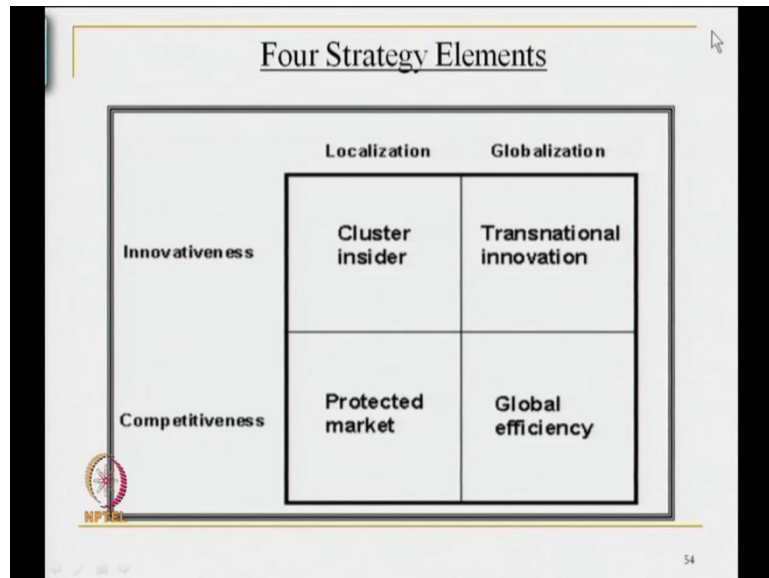 Four Strategy Elements
Localization Globalization
Innovativeness
Cluster
insider
Transnational
innovation
Competitiveness
Protected
market
Global
efficiency
NPTEL
54